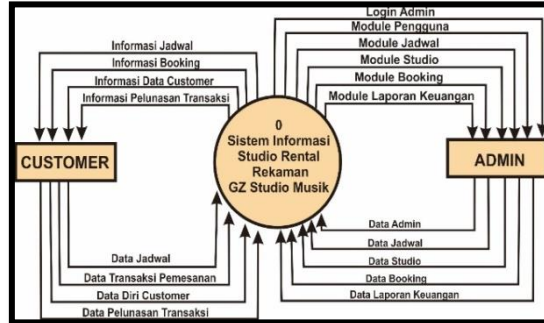 Login Admin
Module Pengguna
Module Jadwal
Module Studio
Module Booking
Module Laporan Keuangan
Informasi Jadwal
Informasi Booking
Informasi Data Customer
Informasi Pelunasan Transaksi
CUSTOMER
0
Sistem Informasi
Studio Rental
Rekaman
GZ Studio Musik
ADMIN
Data Jadwal
Data Transaksi Pemesanan
Data Diri Customer
Data Pelunasan Transaksi
Data Admin
Data Jadwal
Data Studio
Data Booking
Data Laporan Keuangan